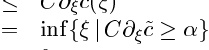 ≤ C ∂_ξ c̃(ξ)
= inf{ξ | C∂_ξ c̃ ≥ α}